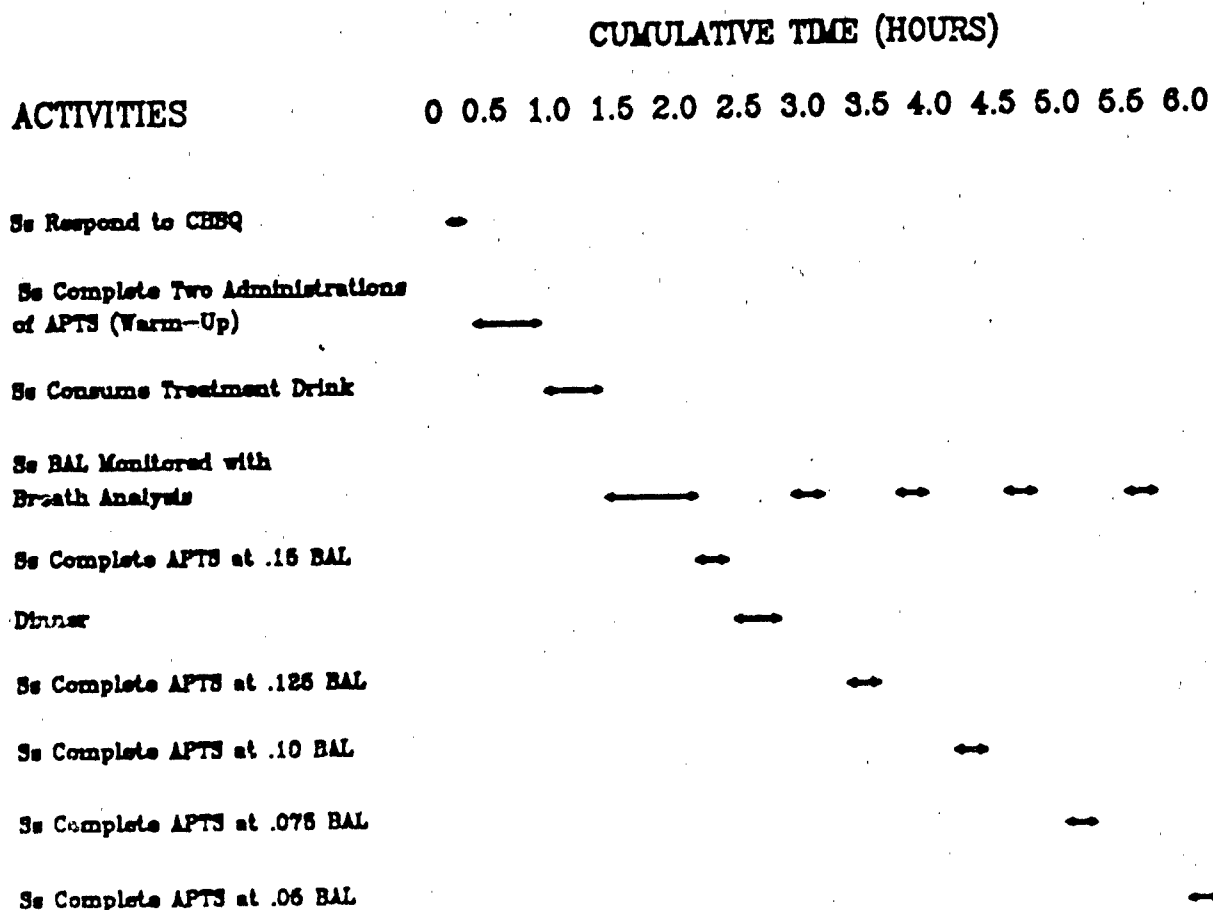 CUMULATIVE TIME (HOURS)
ACTIVITIES 0 0.5 1.0 1.5 2.0 2.5 3.0 3.5 4.0 4.5 5.0 5.5 6.0
Ss Respond to CHSQ
Ss Complete Two Administrations
of APTS (Warm-Up)
Ss Consume Treatment Drink
Ss BAL Monitored with
Breath Analysis
Ss Complete APTS at .15 BAL
Dinner
Ss Complete APTS at .125 BAL
Ss Complete APTS at .10 BAL
Ss Complete APTS at .075 BAL
Ss Complete APTS at .05 BAL